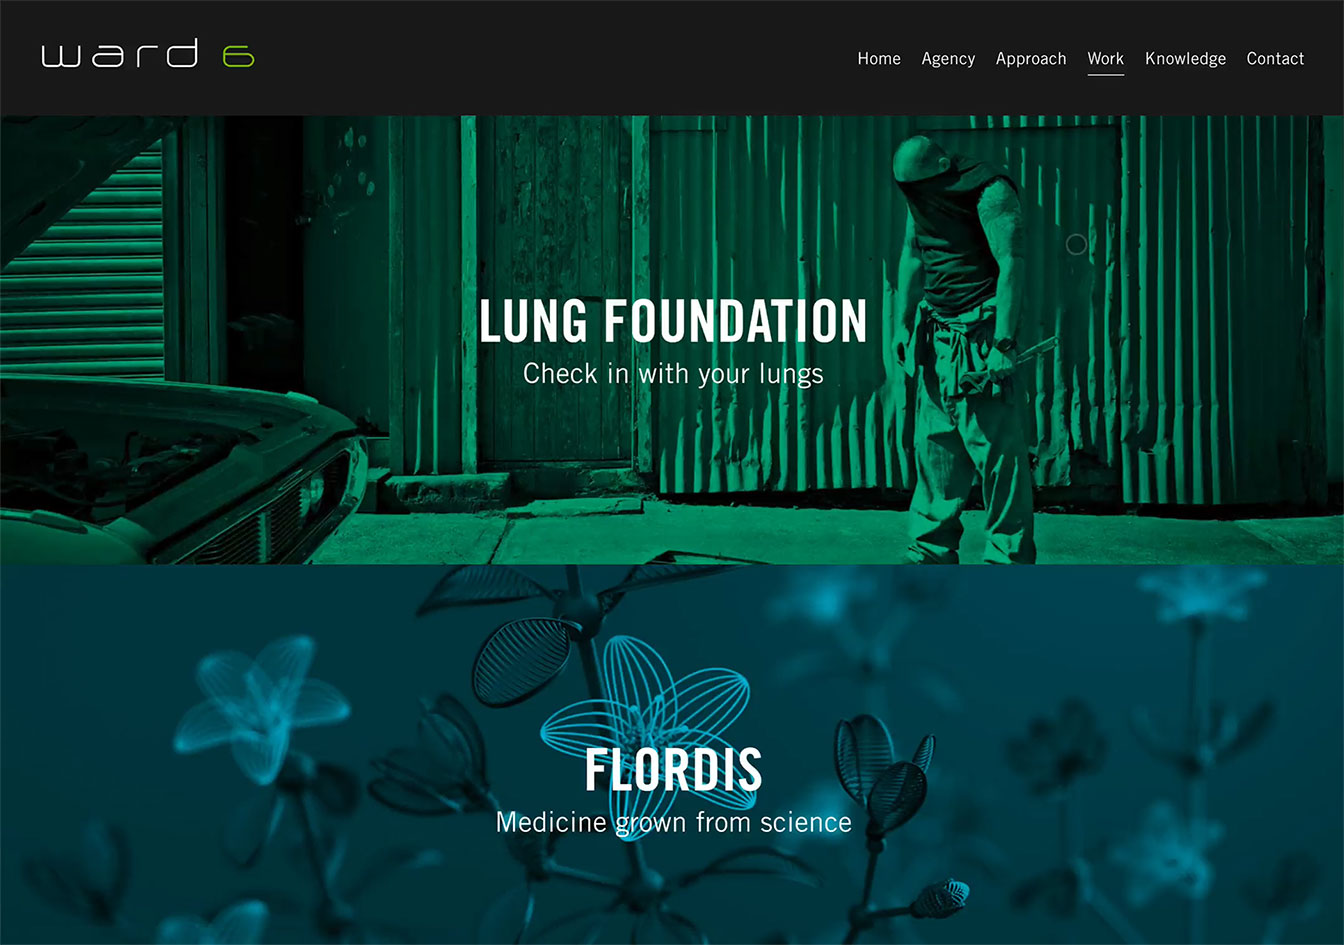 ward 6
Home Agency Approach Work Knowledge Contact
LUNG FOUNDATION
Check in with your lungs
FLORDIS
Medicine grown from science